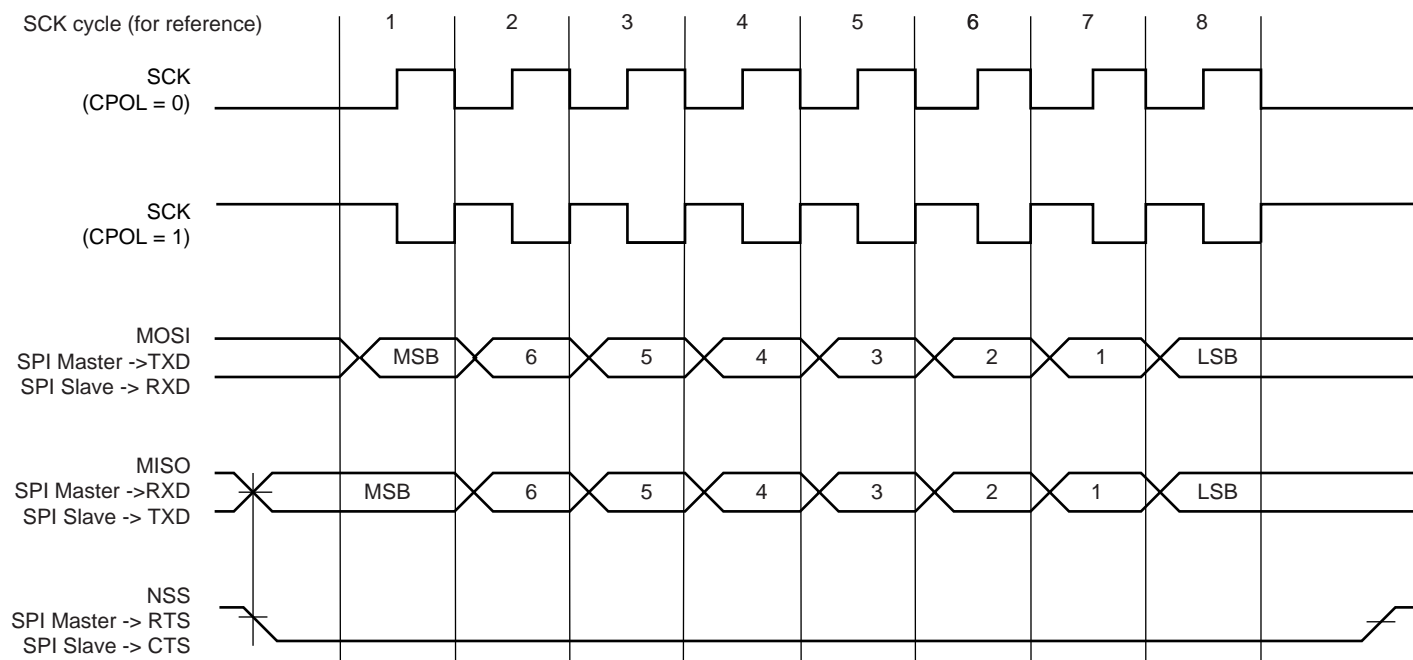 SCK cycle (for reference) 1 2 3 4 5 6 7 8
SCK
(CPOL = 0)
SCK
(CPOL = 1)
MOSI
SPI Master ->TXD
SPI Slave -> RXD
MSB 6 5 4 3 2 1 LSB
MISO
SPI Master ->RXD
SPI Slave -> TXD
MSB 6 5 4 3 2 1 LSB
NSS
SPI Master -> RTS
SPI Slave -> CTS